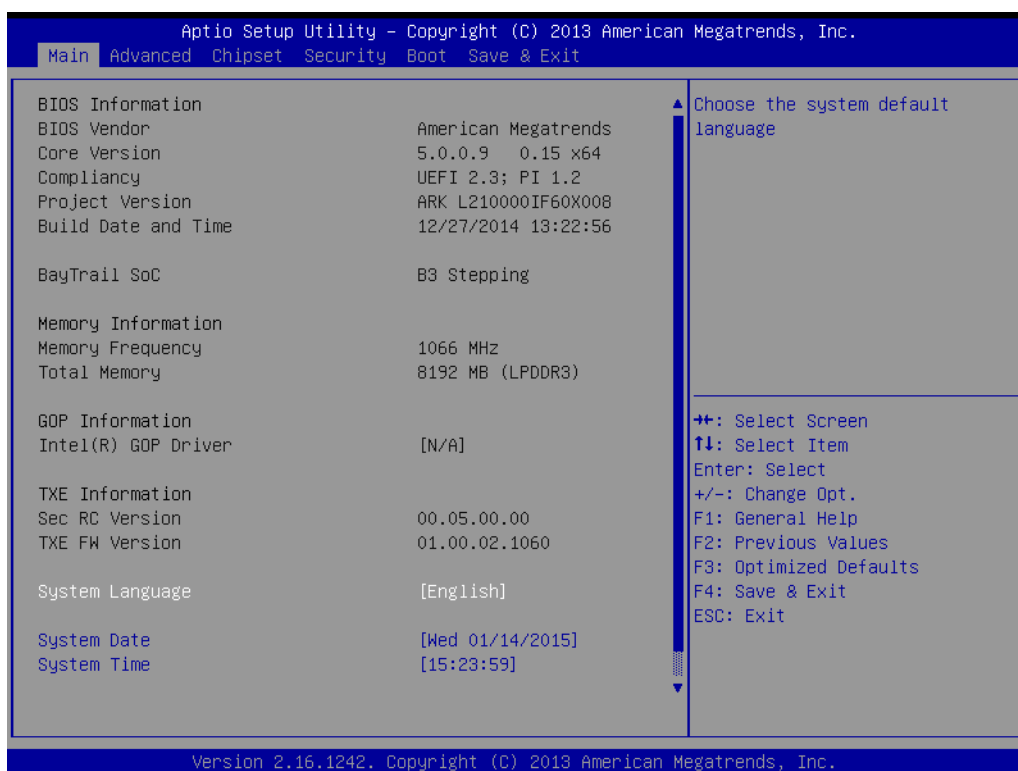 Aptio Setup Utility – Copyright (C) 2013 American Megatrends, Inc.
Main Advanced Chipset Security Boot Save & Exit
BIOS Information
BIOS Vendor American Megatrends
Core Version 5.0.0.9 0.15 x64
Compliancy UEFI 2.3; PI 1.2
Project Version ARK L210000IF60X008
Build Date and Time 12/27/2014 13:22:56
BayTrail SoC B3 Stepping
Memory Information
Memory Frequency 1066 MHz
Total Memory 8192 MB (LPDDR3)
GOP Information
Intel(R) GOP Driver [N/A]
TXE Information
Sec RC Version 00.05.00.00
TXE FW Version 01.00.02.1060
System Language [English]
System Date [Wed 01/14/2015]
System Time [15:23:59]
Choose the system default
language
→←: Select Screen
↑↓: Select Item
Enter: Select
+/-: Change Opt.
F1: General Help
F2: Previous Values
F3: Optimized Defaults
F4: Save & Exit
ESC: Exit
Version 2.16.1242. Copyright (C) 2013 American Megatrends, Inc.